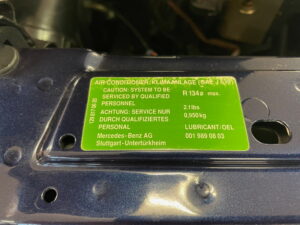 AIR CONDITIONER/KLIMAANLAGE (SAE J 639)
CAUTION: SYSTEM TO BE
SERVICED BY QUALIFIED
PERSONNEL
R 134a max.
2.1lbs
0,950kg
ACHTUNG: SERVICE NUR
DURCH QUALIFIZIERTES
PERSONAL
LUBRICANT/OEL
Mercedes-Benz AG
001 989 08 03
Stuttgart-Untertürkheim